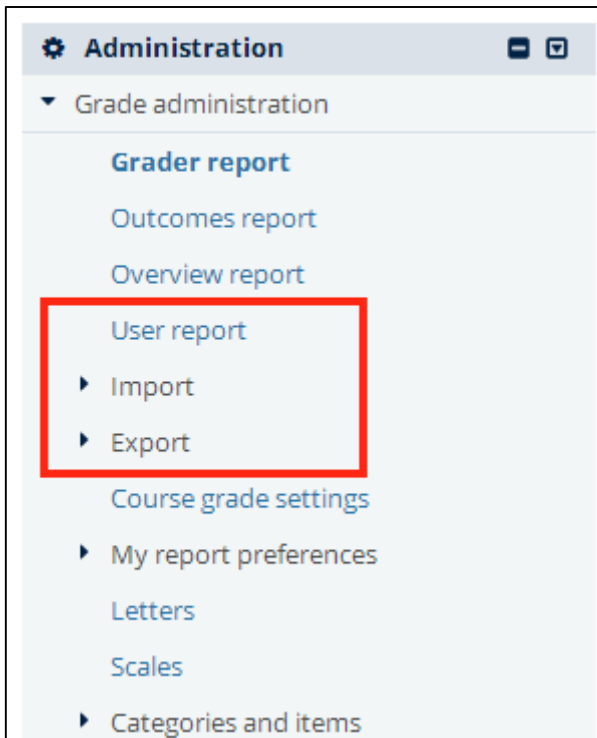 Administration
Grade administration
Grader report
Outcomes report
Overview report
User report
Import
Export
Course grade settings
My report preferences
Letters
Scales
Categories and items